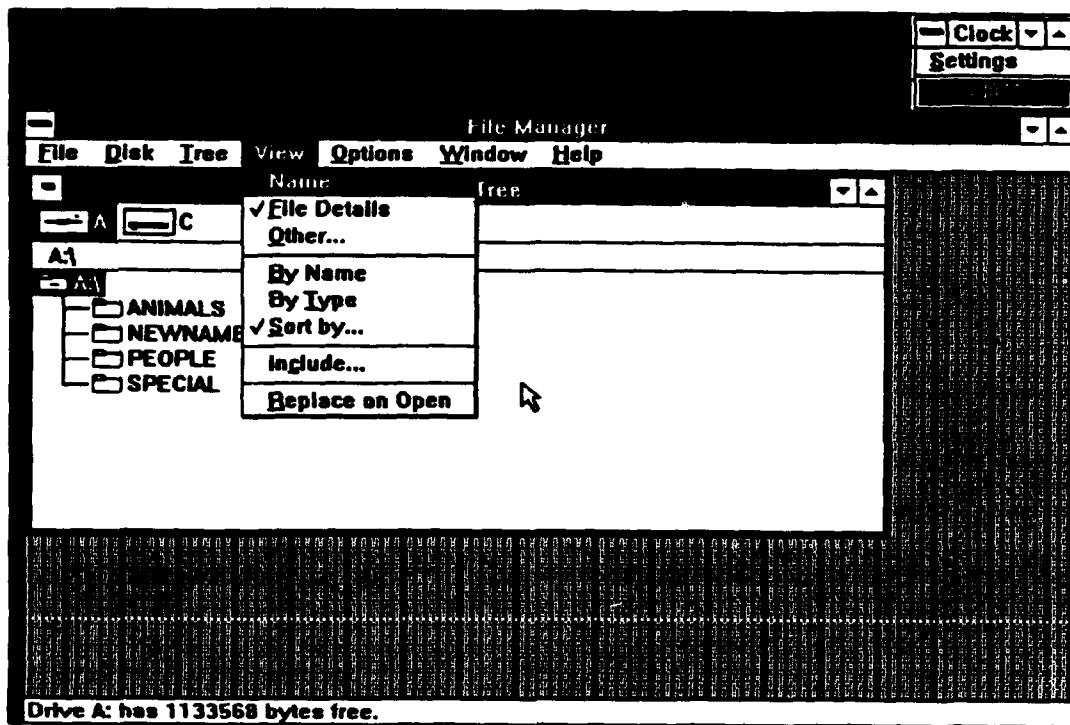 Clock
Settings
File Manager
File Disk Tree View Options Window Help
Name
Tree
File Details
A C
Other...
A:\
By Name
A:\
By Type
ANIMALS
Sort by...
NEWNAME
PEOPLE
Include...
SPECIAL
Replace on Open
Drive A: has 1133568 bytes free.